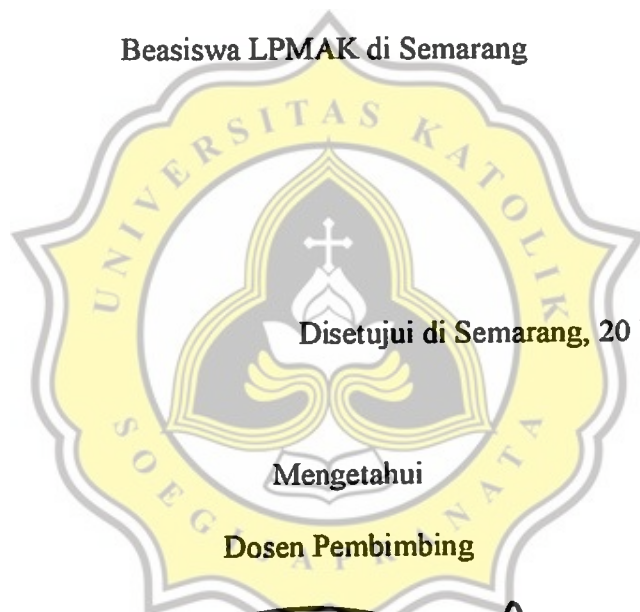 Beasiswa LPMAK di Semarang
UNIVERSITAS KATOLIK
Disetujui di Semarang, 20
Mengetahui
SOEGIJAPRANATA
Dosen Pembimbing